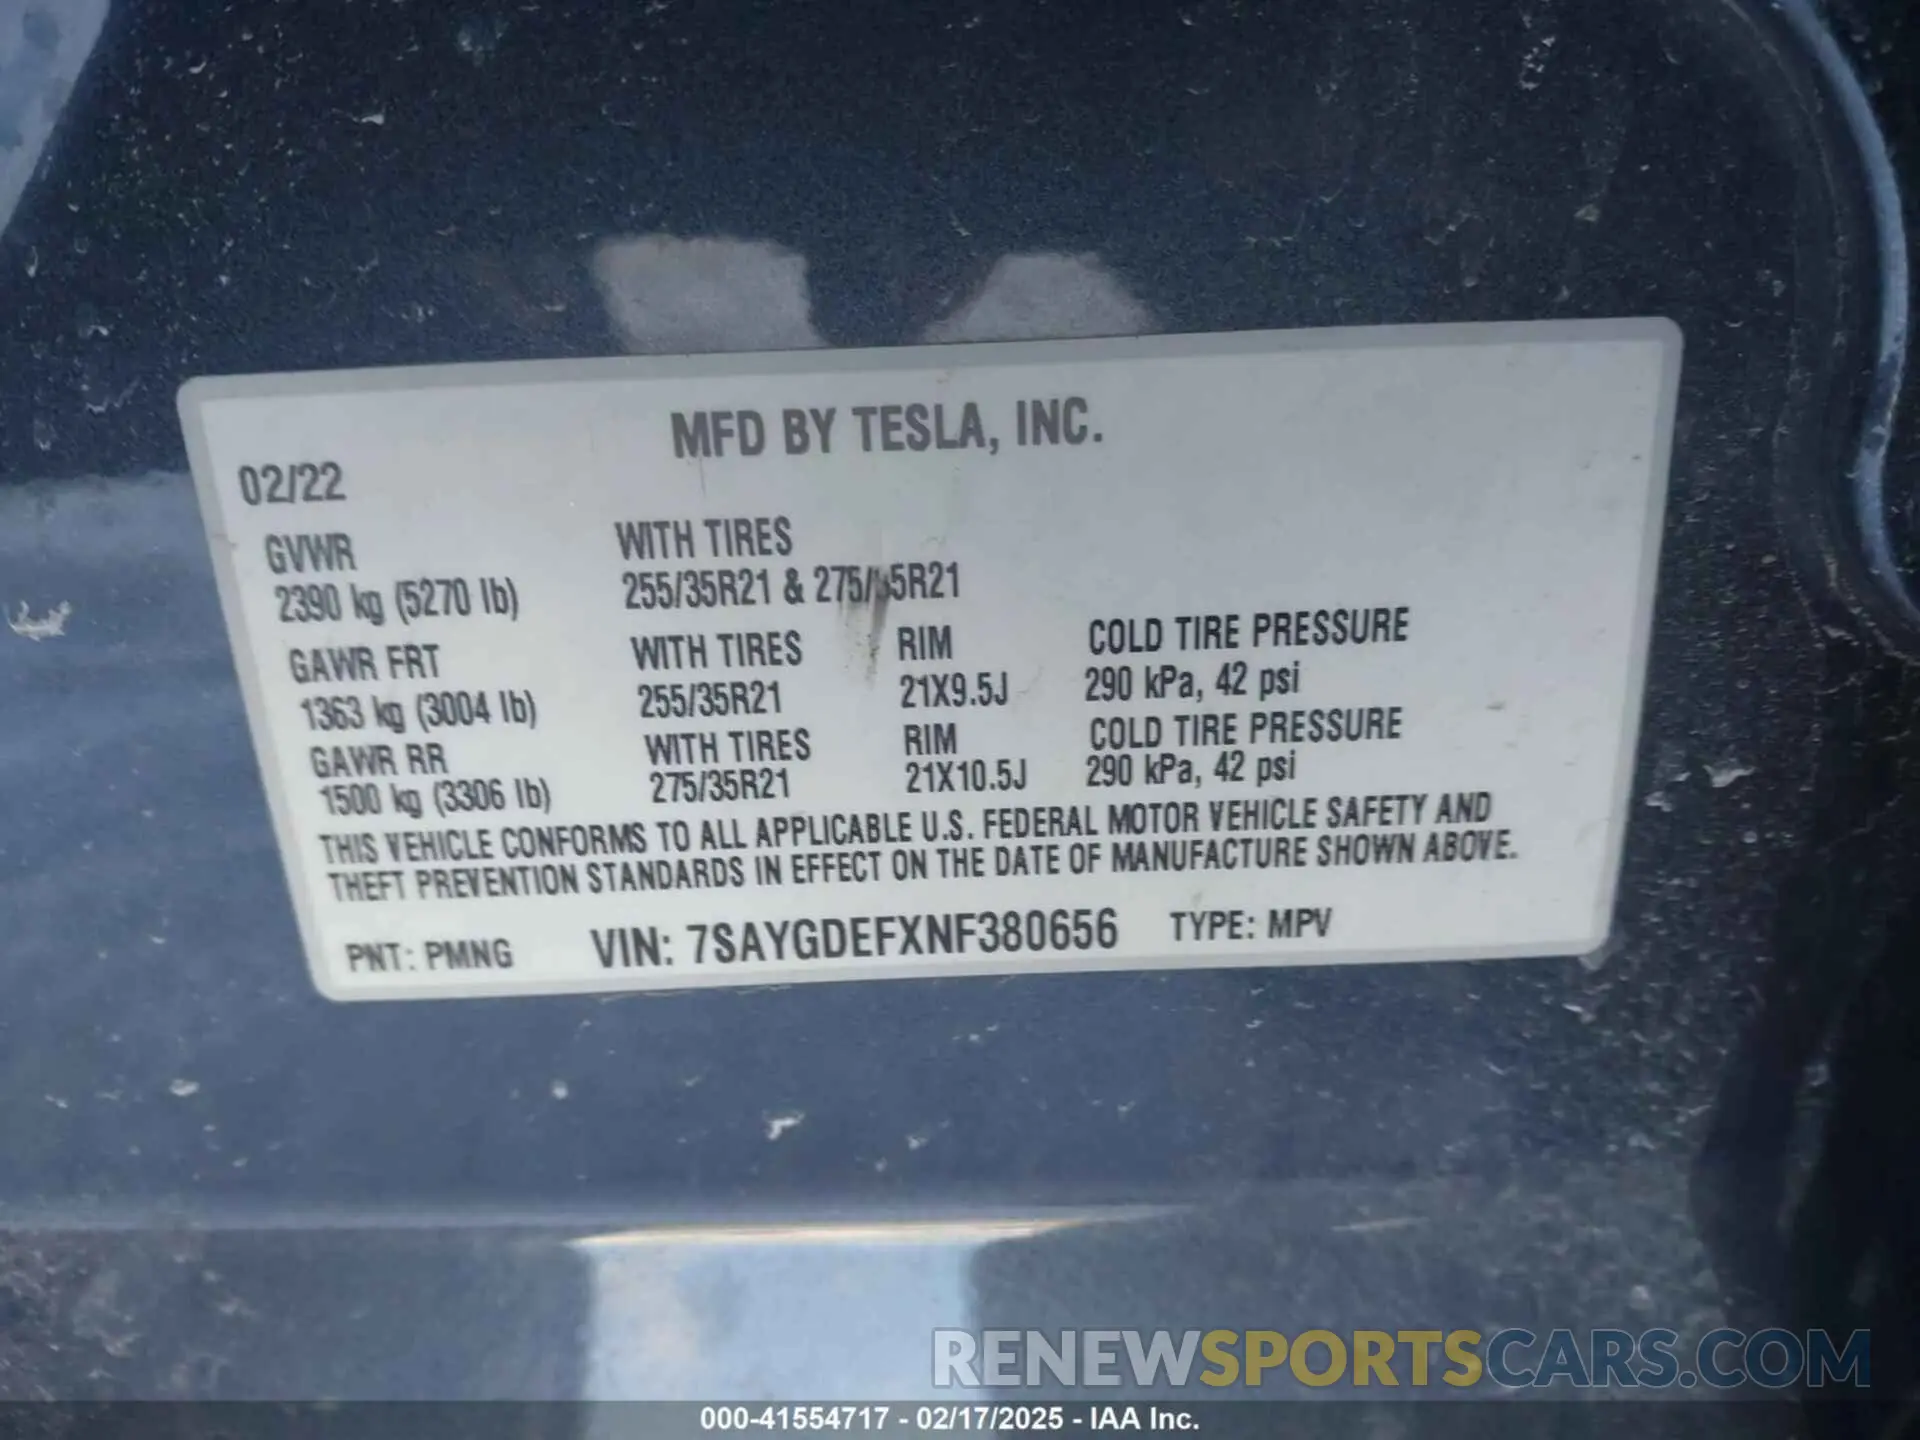 MFD BY TESLA, INC.
02/22
GVWR WITH TIRES
2390 kg (5270 lb) 255/35R21 & 275/35R21
GAWR FRT WITH TIRES RIM COLD TIRE PRESSURE
1363 kg (3004 lb) 255/35R21 21X9.5J 290 kPa, 42 psi
GAWR RR WITH TIRES RIM COLD TIRE PRESSURE
1500 kg (3306 lb) 275/35R21 21X10.5J 290 kPa, 42 psi
THIS VEHICLE CONFORMS TO ALL APPLICABLE U.S. FEDERAL MOTOR VEHICLE SAFETY AND
THEFT PREVENTION STANDARDS IN EFFECT ON THE DATE OF MANUFACTURE SHOWN ABOVE.
PNT: PMNG VIN: 7SAYGDEFXNF380656 TYPE: MPV
RENEWSPORTSCARS.COM
000-41554717 - 02/17/2025 - IAA Inc.